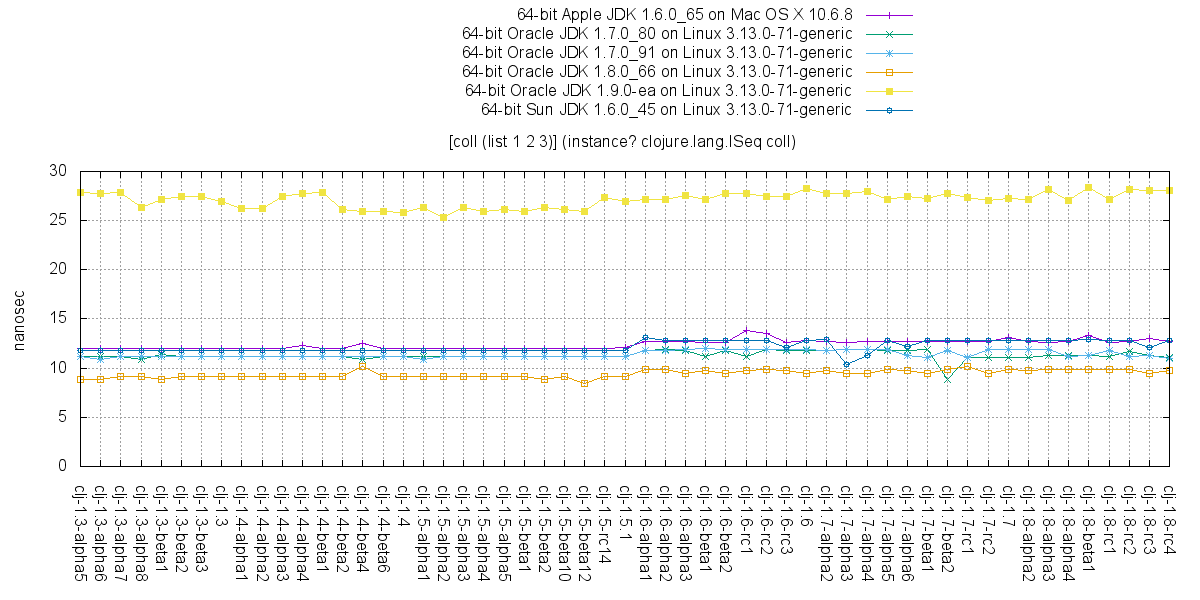 64-bit Apple JDK 1.6.0_65 on Mac OS X 10.6.8
64-bit Oracle JDK 1.7.0_80 on Linux 3.13.0-71-generic
64-bit Oracle JDK 1.7.0_91 on Linux 3.13.0-71-generic
64-bit Oracle JDK 1.8.0_66 on Linux 3.13.0-71-generic
64-bit Oracle JDK 1.9.0-ea on Linux 3.13.0-71-generic
64-bit Sun JDK 1.6.0_45 on Linux 3.13.0-71-generic
[coll (list 1 2 3)] (instance? clojure.lang.ISeq coll)
30
25
20
15
10
5
0
nanosec
clj-1.3-alpha5
clj-1.3-alpha6
clj-1.3-alpha7
clj-1.3-alpha8
clj-1.3-beta1
clj-1.3-beta2
clj-1.3-beta3
clj-1.3
clj-1.4-alpha1
clj-1.4-alpha2
clj-1.4-alpha3
clj-1.4-alpha4
clj-1.4-beta1
clj-1.4-beta2
clj-1.4-beta4
clj-1.4-beta6
clj-1.4
clj-1.5-alpha1
clj-1.5-alpha2
clj-1.5-alpha3
clj-1.5-alpha4
clj-1.5-alpha5
clj-1.5-beta1
clj-1.5-beta2
clj-1.5-beta10
clj-1.5-beta12
clj-1.5-rc14
clj-1.5.1
clj-1.6-alpha1
clj-1.6-alpha2
clj-1.6-alpha3
clj-1.6-beta1
clj-1.6-beta2
clj-1.6-rc1
clj-1.6-rc2
clj-1.6-rc3
clj-1.6
clj-1.7-alpha2
clj-1.7-alpha3
clj-1.7-alpha4
clj-1.7-alpha5
clj-1.7-alpha6
clj-1.7-beta1
clj-1.7-beta2
clj-1.7-rc1
clj-1.7-rc2
clj-1.7
clj-1.8-alpha2
clj-1.8-alpha3
clj-1.8-alpha4
clj-1.8-beta1
clj-1.8-rc1
clj-1.8-rc2
clj-1.8-rc3
clj-1.8-rc4